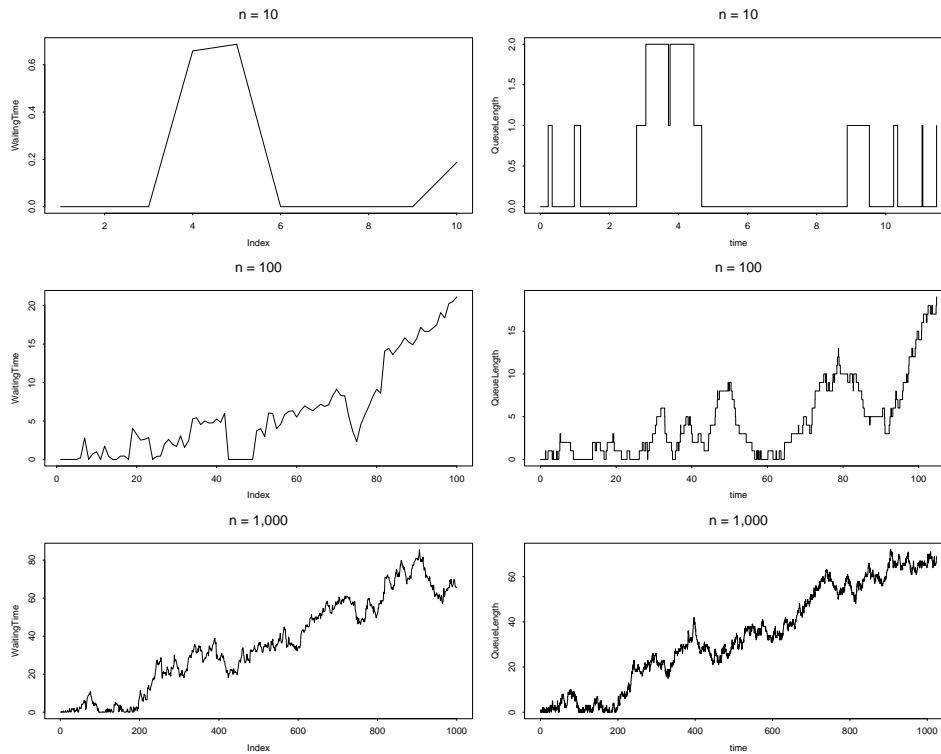 n = 10
WaitingTime
0.0 0.2 0.4 0.6
2 4 6 8 10
Index
n = 10
QueueLength
0.0 0.5 1.0 1.5 2.0
0 2 4 6 8 10
time
n = 100
WaitingTime
0 5 10 15 20
0 20 40 60 80 100
Index
n = 100
QueueLength
0 5 10 15
0 20 40 60 80 100
time
n = 1,000
WaitingTime
0 20 40 60 80
0 200 400 600 800 1000
Index
n = 1,000
QueueLength
0 20 40 60
0 200 400 600 800 1000
time